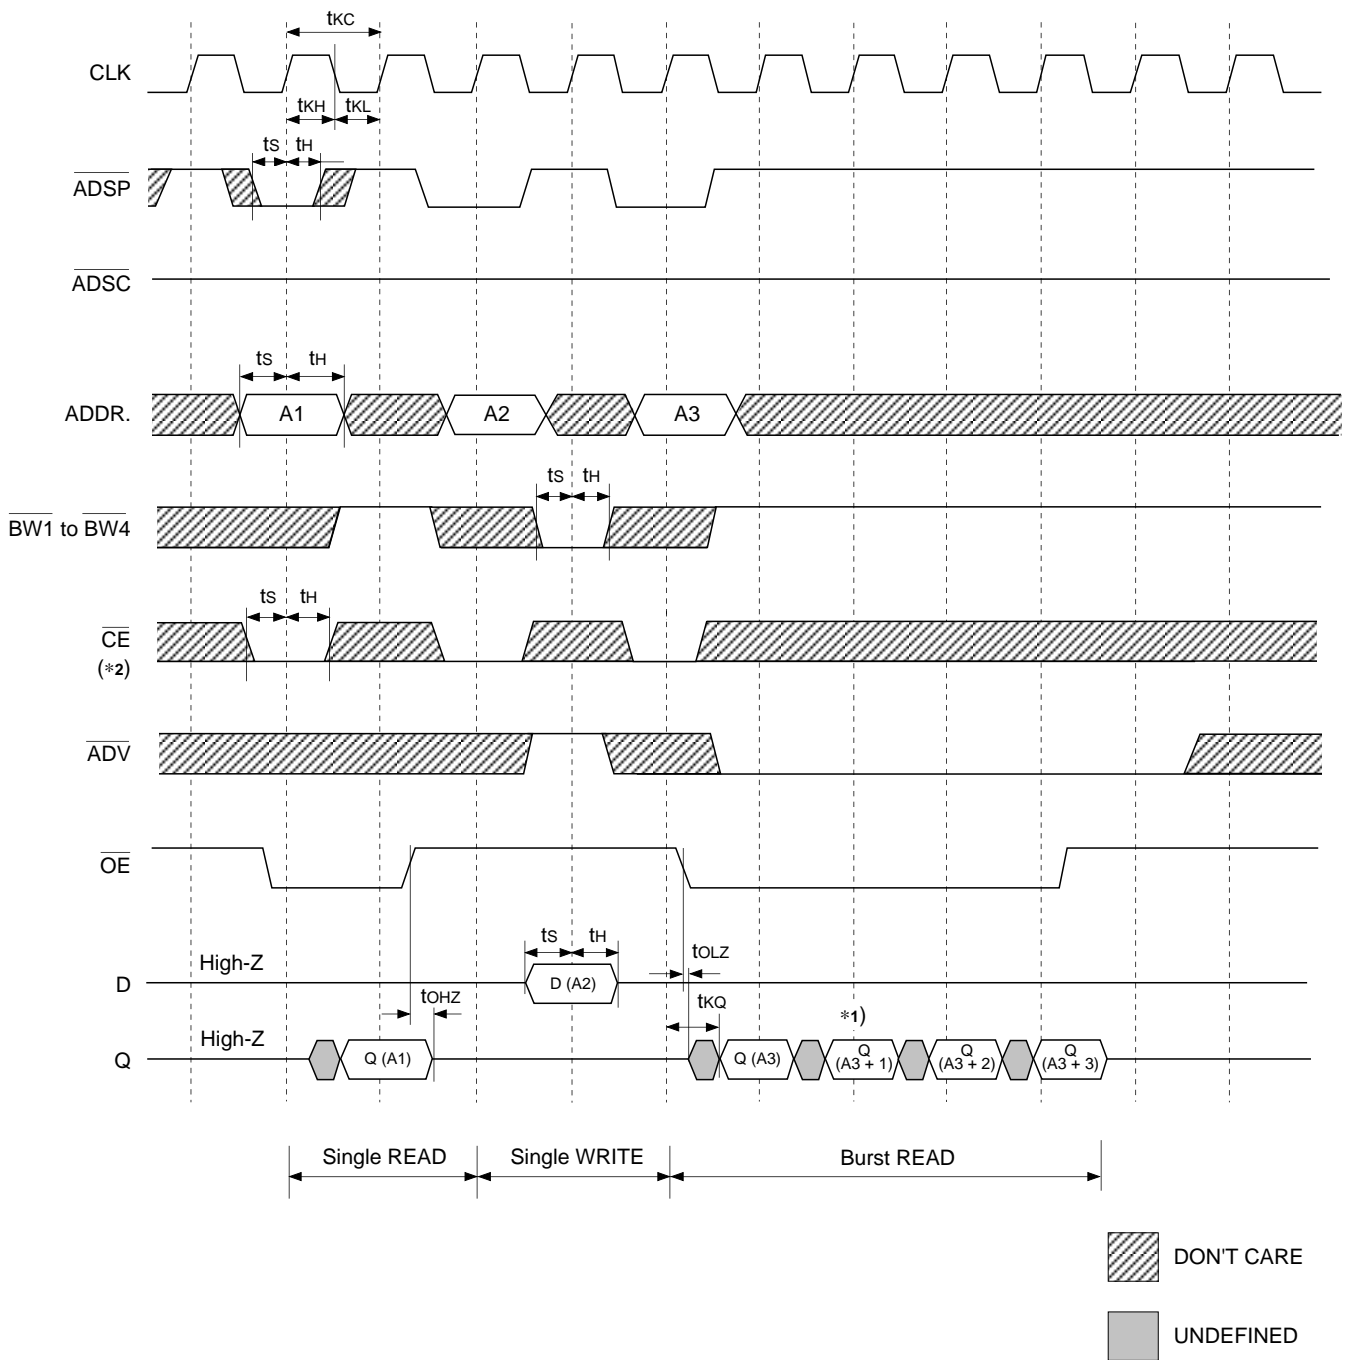 tKC
CLK
tKH tKL
tS tH
ADSP
ADSC
tS tH
ADDR. A1 A2 A3
tS tH
BW1 to BW4
tS tH
CE
(*2)
ADV
OE
tS tH
tOLZ
High-Z
D D (A2)
tOHZ tKQ *1)
High-Z
Q Q (A1) Q (A3) Q (A3 + 1) Q (A3 + 2) Q (A3 + 3)
Single READ Single WRITE Burst READ
DON'T CARE
UNDEFINED